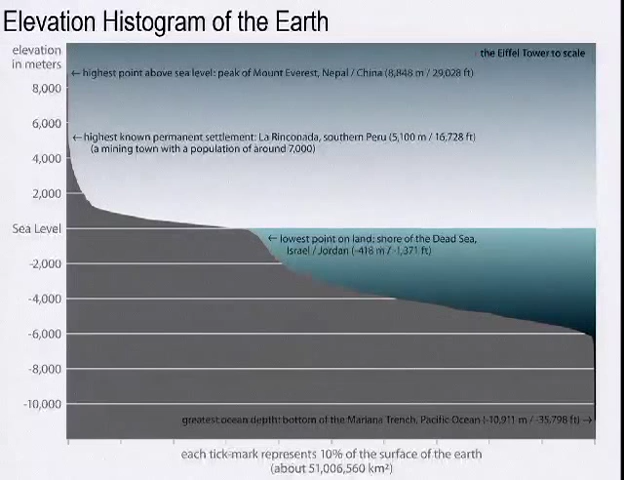 Elevation Histogram of the Earth
elevation
in meters
the Eiffel Tower to scale
← highest point above sea level: peak of Mount Everest, Nepal / China (8,848 m / 29,028 ft)
8,000
6,000
← highest known permanent settlement: La Rinconada, southern Peru (5,100 m / 16,728 ft)
(a mining town with a population of around 7,000)
4,000
2,000
Sea Level
← lowest point on land: shore of the Dead Sea,
Israel / Jordan (-418 m / -1,371 ft)
-2,000
-4,000
-6,000
-8,000
-10,000
greatest ocean depth: bottom of the Mariana Trench, Pacific Ocean (-10,911 m / -35,798 ft) →
each tick-mark represents 10% of the surface of the earth
(about 51,006,560 km²)